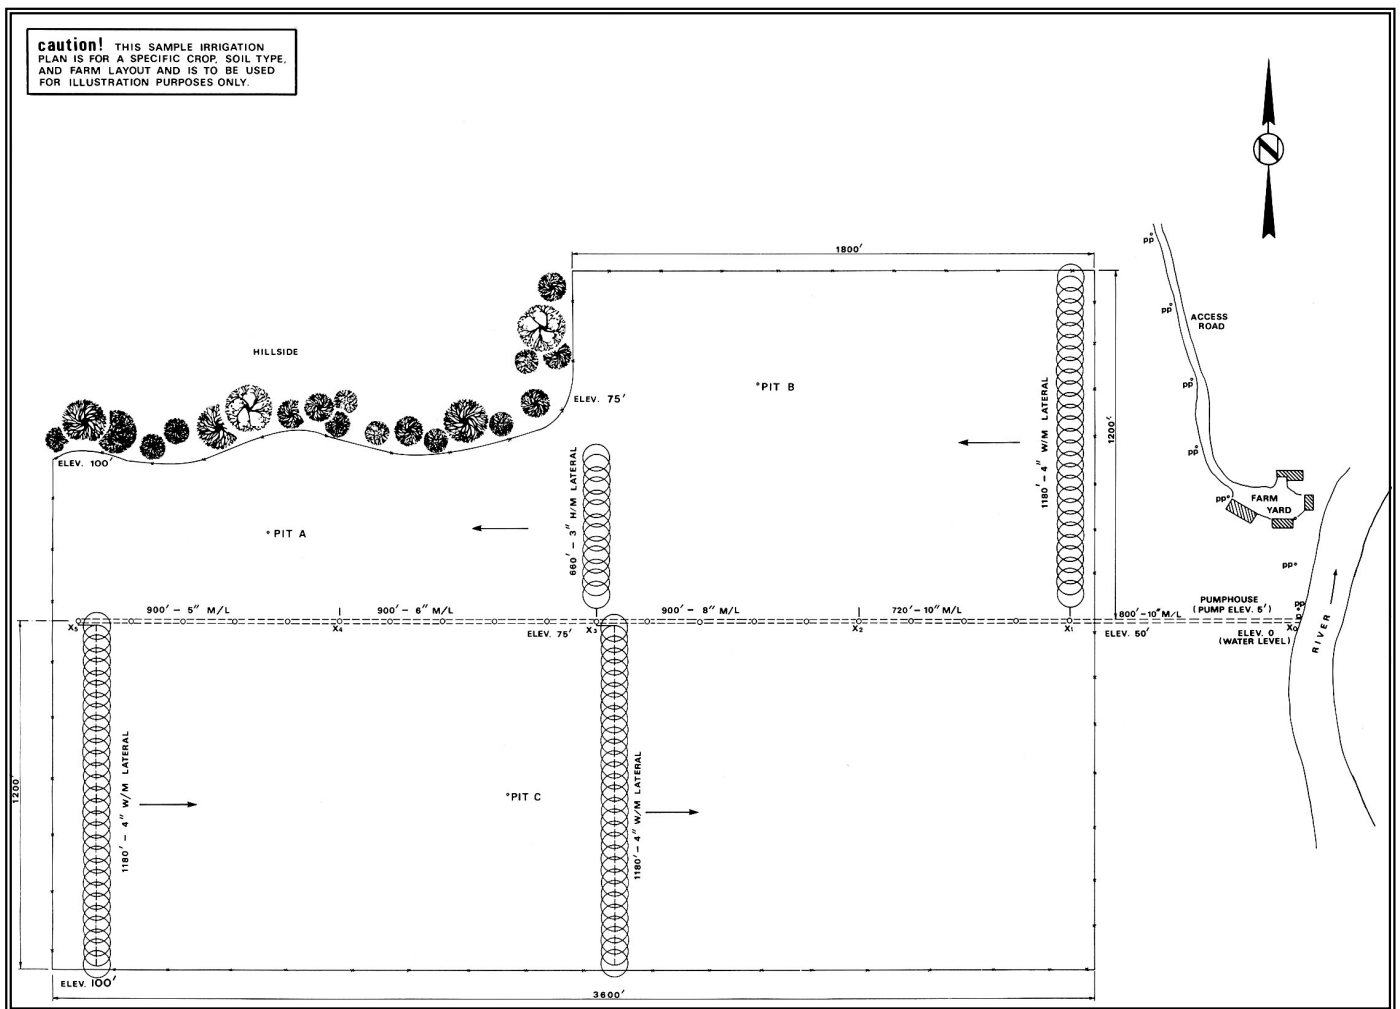 caution! THIS SAMPLE IRRIGATION
PLAN IS FOR A SPECIFIC CROP, SOIL TYPE,
AND FARM LAYOUT AND IS TO BE USED
FOR ILLUSTRATION PURPOSES ONLY.
N
1800'
pp
pp
ACCESS
ROAD
HILLSIDE
PIT B
pp
ELEV. 75'
1180' - 4" W/M LATERAL
1200'
pp
ELEV. 100'
660' - 3" H/M LATERAL
pp
FARM
YARD
PIT A
pp
900' - 5" M/L
900' - 6" M/L
900' - 8" M/L
720' - 10" M/L
800' - 10" M/L
PUMPHOUSE
(PUMP ELEV. 5')
pp
p
X5
X4
ELEV. 75'
X3
X2
X1
ELEV. 50'
ELEV. 0
(WATER LEVEL)
X0
RIVER
1200'
1180' - 4" W/M LATERAL
PIT C
1180' - 4" W/M LATERAL
ELEV. 100'
3600'